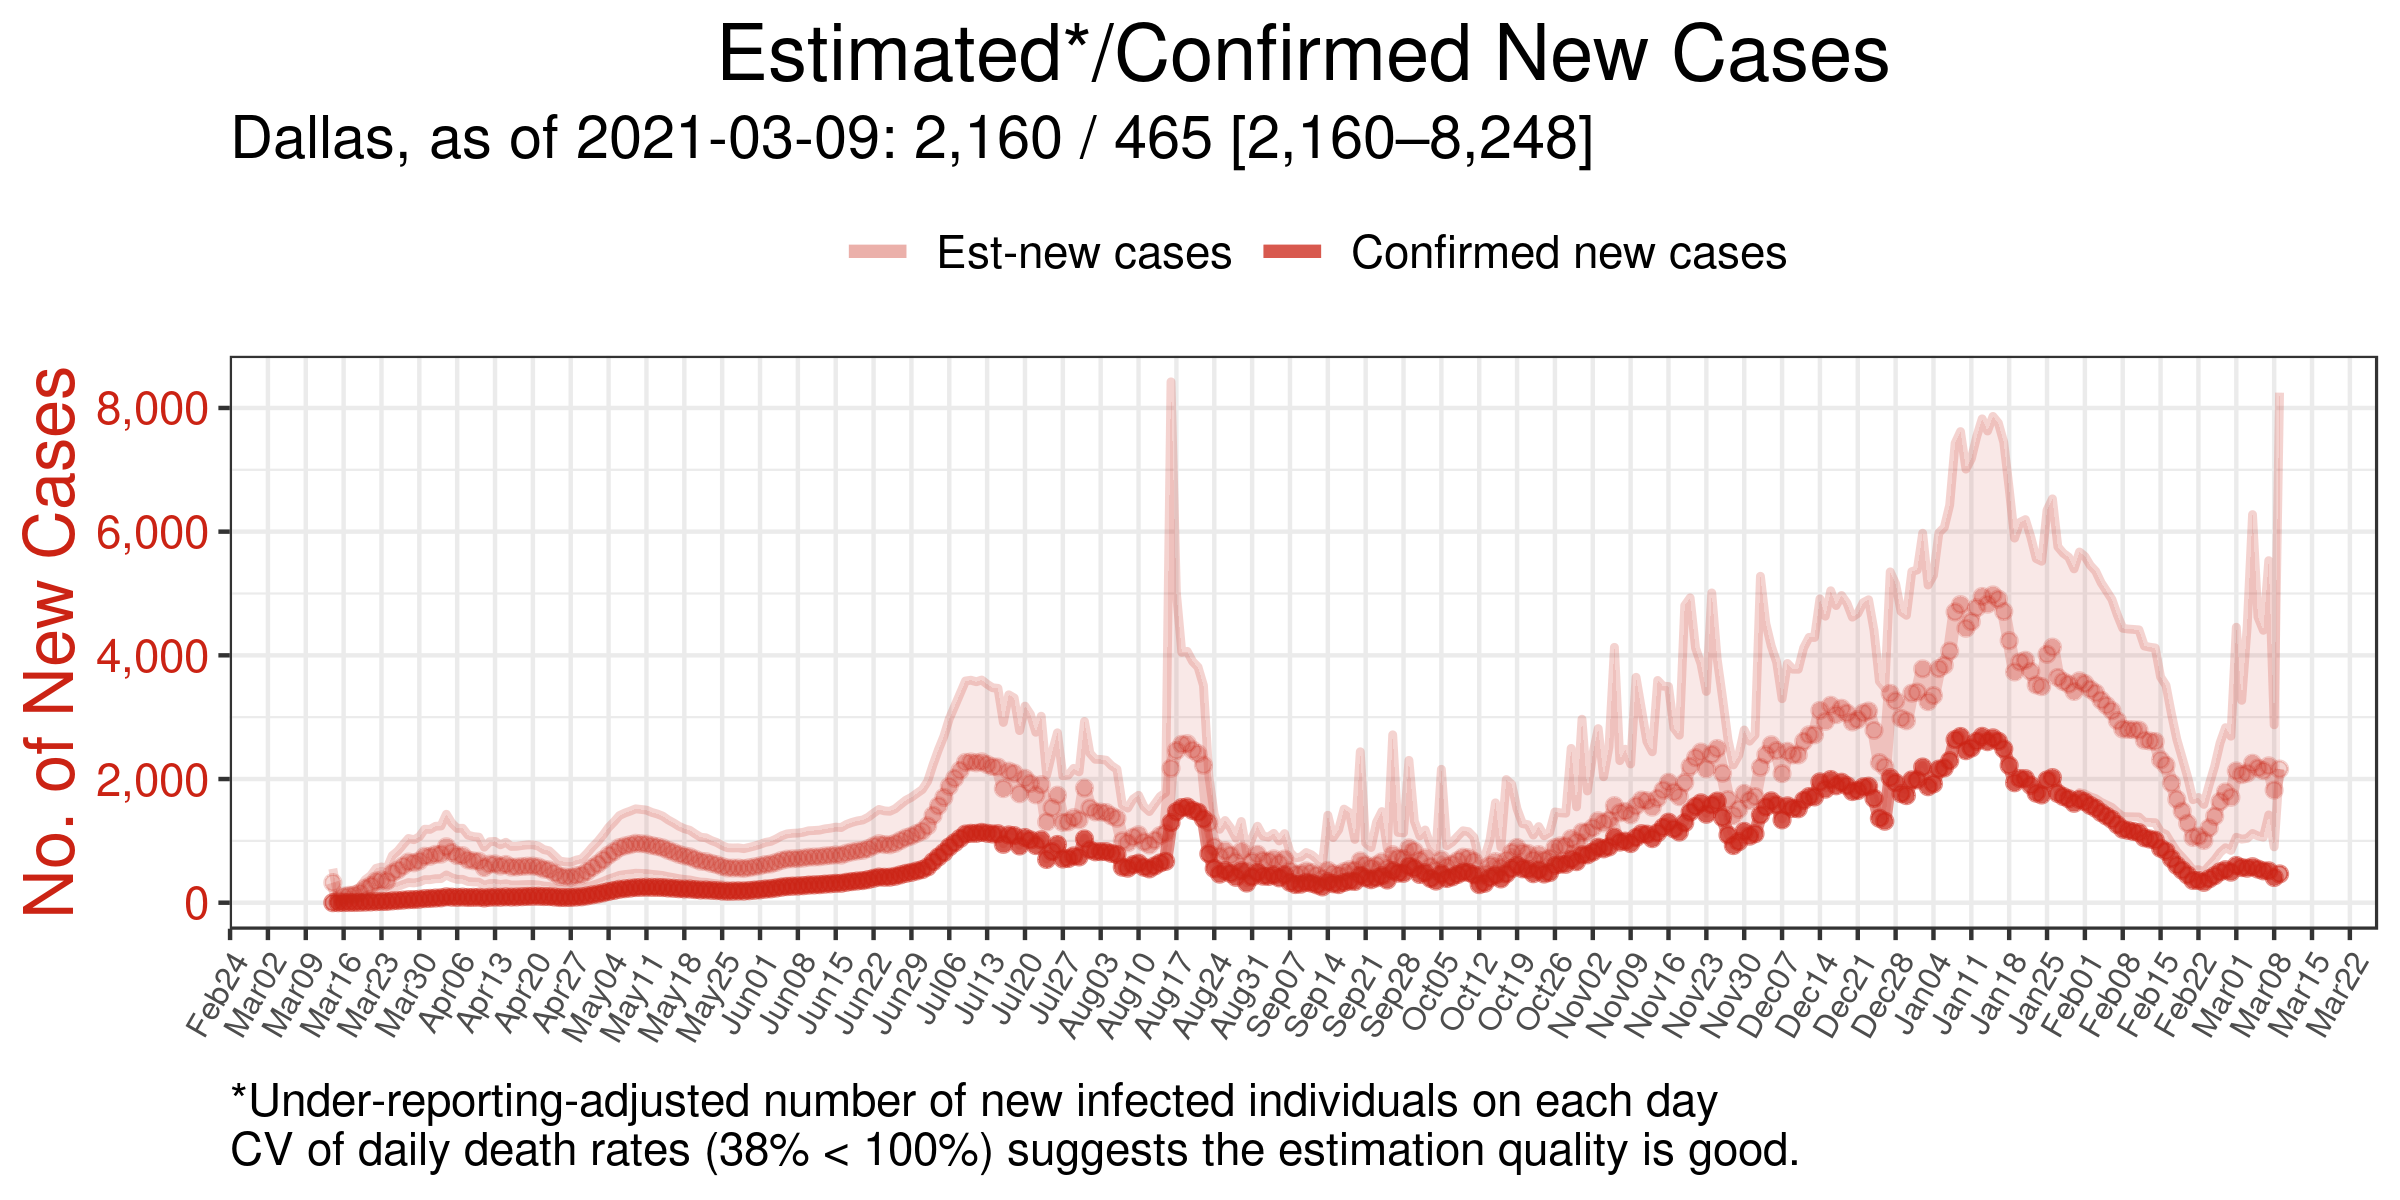 Estimated*/Confirmed New Cases
Dallas, as of 2021-03-09: 2,160 / 465 [2,160–8,248]
Est-new cases
Confirmed new cases
No. of New Cases
8,000
6,000
4,000
2,000
0
Feb24
Mar02
Mar09
Mar16
Mar23
Mar30
Apr06
Apr13
Apr20
Apr27
May04
May11
May18
May25
Jun01
Jun08
Jun15
Jun22
Jun29
Jul06
Jul13
Jul20
Jul27
Aug03
Aug10
Aug17
Aug24
Aug31
Sep07
Sep14
Sep21
Sep28
Oct05
Oct12
Oct19
Oct26
Nov02
Nov09
Nov16
Nov23
Nov30
Dec07
Dec14
Dec21
Dec28
Jan04
Jan11
Jan18
Jan25
Feb01
Feb08
Feb15
Feb22
Mar01
Mar08
Mar15
Mar22
*Under-reporting-adjusted number of new infected individuals on each day
CV of daily death rates (38% < 100%) suggests the estimation quality is good.